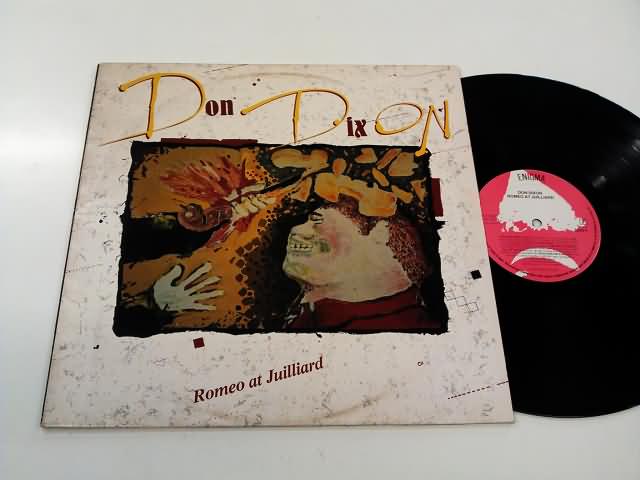 Don DixON
Romeo at Juilliard
ENIGMA
DON DIXON
ROMEO AT JUILLIARD